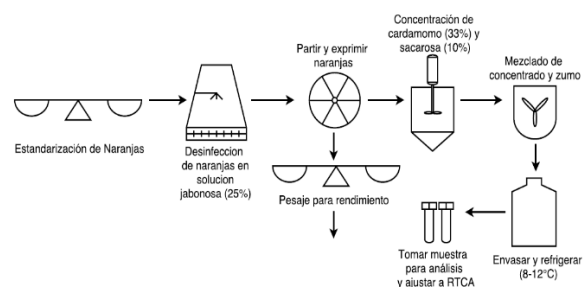 Estandarización de Naranjas
Desinfeccion
de naranjas en
solucion
jabonosa (25%)
Partir y exprimir
naranjas
Pesaje para rendimiento
Concentración de
cardamomo (33%) y
sacarosa (10%)
Mezclado de
concentrado y zumo
Envasar y refrigerar
(8-12°C)
Tomar muestra
para análisis
y ajustar a RTCA